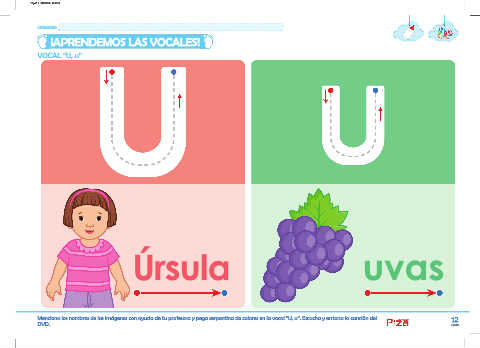 ¡APRENDEMOS LAS VOCALES!
VOCAL "U, u"
Úrsula
uvas
Menciona los nombres de las imágenes con ayuda de tu profesora y pega serpentina de colores en la vocal "U, u". Escucha y entona la canción del
DVD.
12